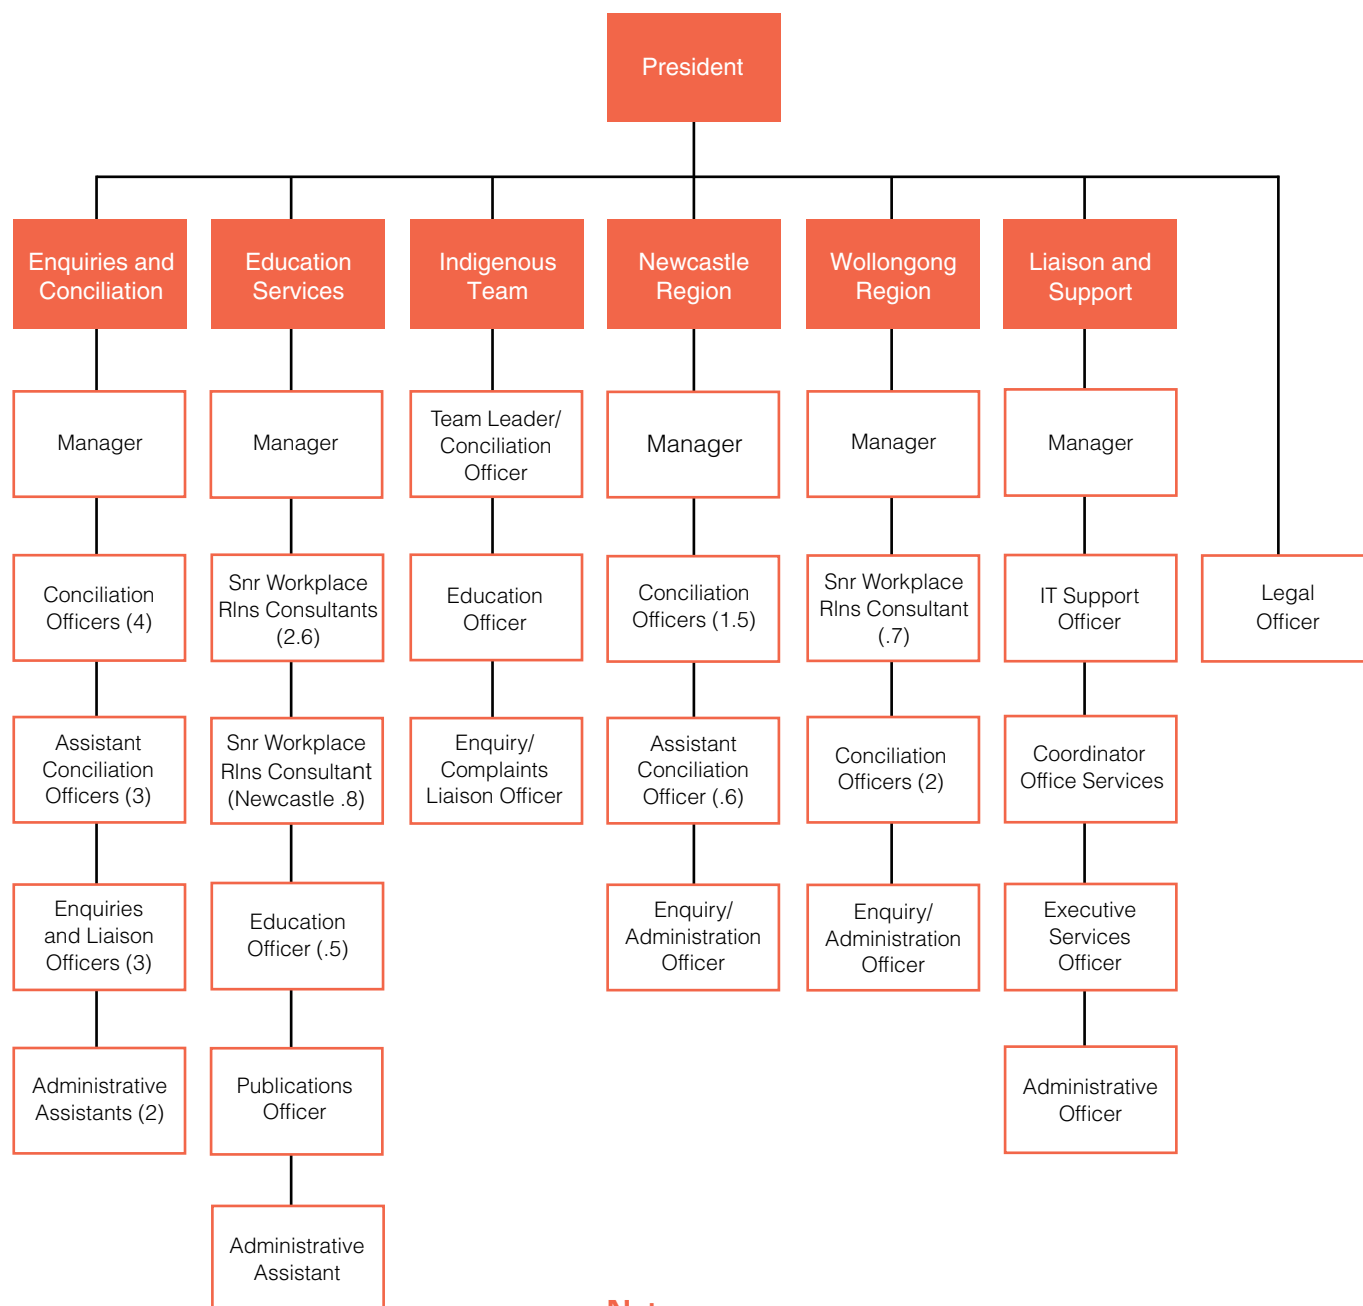 President
Enquiries and
Conciliation
Education
Services
Indigenous
Team
Newcastle
Region
Wollongong
Region
Liaison and
Support
Manager
Manager
Team Leader/
Conciliation
Officer
Manager
Manager
Manager
Conciliation
Officers (4)
Snr Workplace
Rlns Consultants
(2.6)
Education
Officer
Conciliation
Officers (1.5)
Snr Workplace
Rlns Consultant
(.7)
IT Support
Officer
Legal
Officer
Assistant
Conciliation
Officers (3)
Snr Workplace
Rlns Consultant
(Newcastle .8)
Enquiry/
Complaints
Liaison Officer
Assistant
Conciliation
Officer (.6)
Conciliation
Officers (2)
Coordinator
Office Services
Enquiries
and Liaison
Officers (3)
Education
Officer (.5)
Enquiry/
Administration
Officer
Enquiry/
Administration
Officer
Executive
Services
Officer
Administrative
Assistants (2)
Publications
Officer
Administrative
Officer
Administrative
Assistant